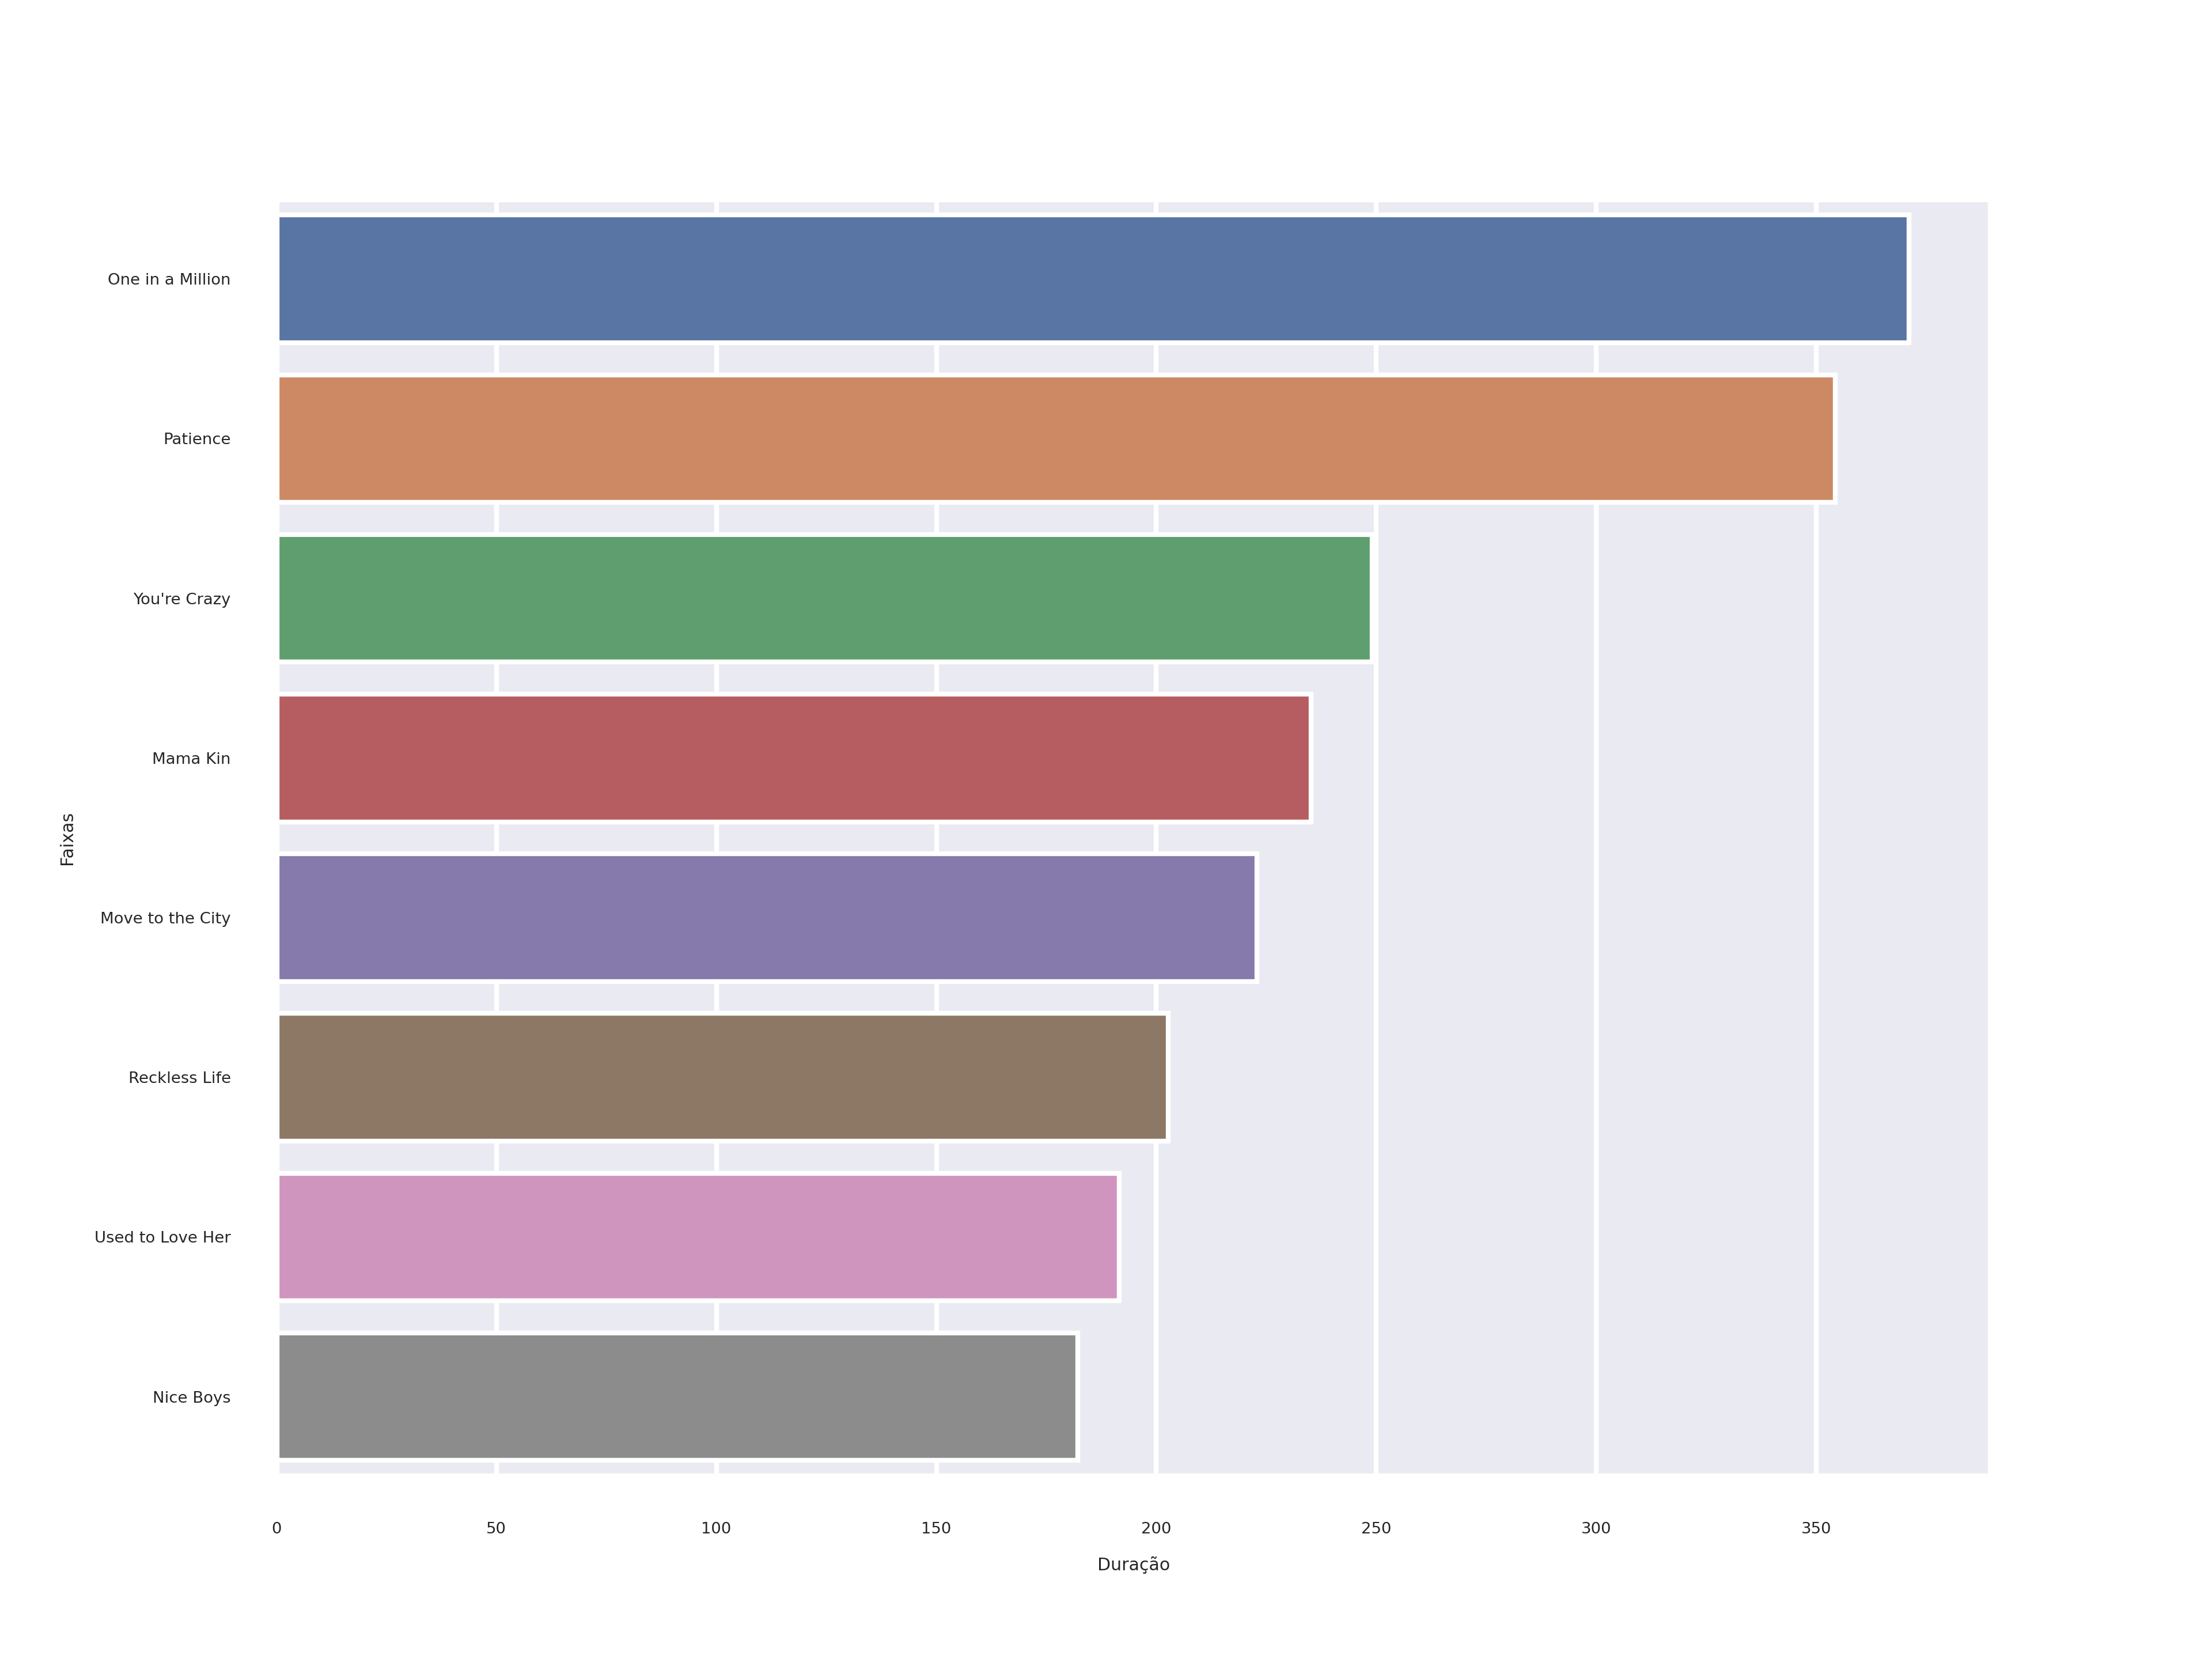 One in a Million
Patience
You're Crazy
Mama Kin
Move to the City
Reckless Life
Used to Love Her
Nice Boys
Faixas
0 50 100 150 200 250 300 350
Duração